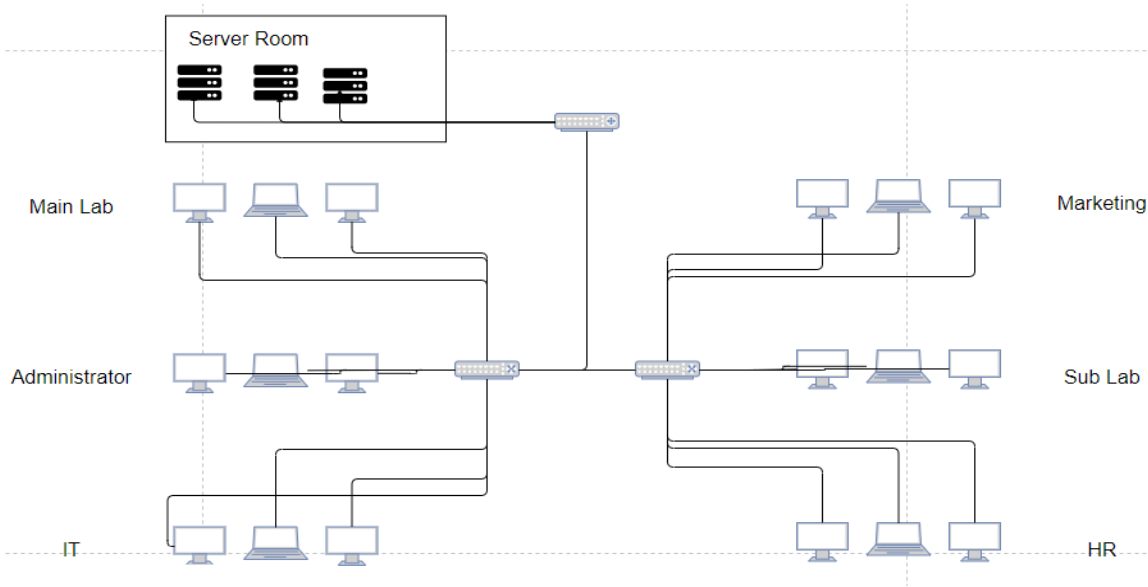 Server Room
Main Lab
Marketing
Administrator
Sub Lab
IT
HR